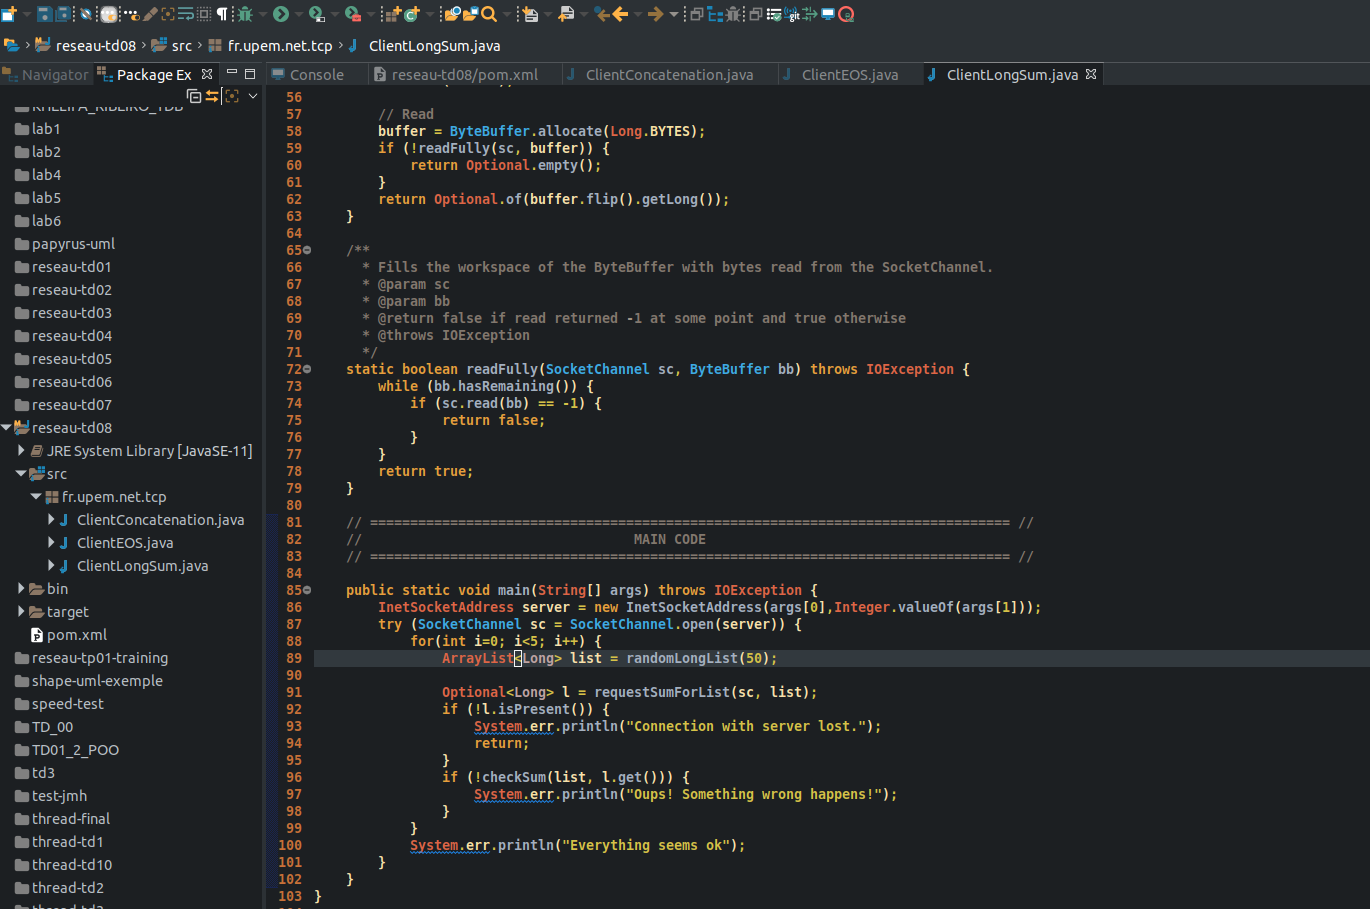 reseau-td08 src fr.upem.net.tcp ClientLongSum.java
Navigator Package Ex Console reseau-td08/pom.xml ClientConcatenation.java ClientEOS.java ClientLongSum.java
KHELIFA_RIBEIRO_TDB
lab1
lab2
lab4
lab5
lab6
papyrus-uml
reseau-td01
reseau-td02
reseau-td03
reseau-td04
reseau-td05
reseau-td06
reseau-td07
reseau-td08
JRE System Library [JavaSE-11]
src
fr.upem.net.tcp
ClientConcatenation.java
ClientEOS.java
ClientLongSum.java
bin
target
pom.xml
reseau-tp01-training
shape-uml-exemple
speed-test
TD_00
TD01_2_POO
td3
test-jmh
thread-final
thread-td1
thread-td10
thread-td2
thread-td3
56
57 // Read
58 buffer = ByteBuffer.allocate(Long.BYTES);
59 if (!readFully(sc, buffer)) {
60 return Optional.empty();
61 }
62 return Optional.of(buffer.flip().getLong());
63 }
64
65 /**
66 * Fills the workspace of the ByteBuffer with bytes read from the SocketChannel.
67 * @param sc
68 * @param bb
69 * @return false if read returned -1 at some point and true otherwise
70 * @throws IOException
71 */
72 static boolean readFully(SocketChannel sc, ByteBuffer bb) throws IOException {
73 while (bb.hasRemaining()) {
74 if (sc.read(bb) == -1) {
75 return false;
76 }
77 }
78 return true;
79 }
80
81 // ================================================================================ //
82 // MAIN CODE
83 // ================================================================================ //
84
85 public static void main(String[] args) throws IOException {
86 InetSocketAddress server = new InetSocketAddress(args[0],Integer.valueOf(args[1]));
87 try (SocketChannel sc = SocketChannel.open(server)) {
88 for(int i=0; i<5; i++) {
89 ArrayList<Long> list = randomLongList(50);
90
91 Optional<Long> l = requestSumForList(sc, list);
92 if (!l.isPresent()) {
93 System.err.println("Connection with server lost.");
94 return;
95 }
96 if (!checkSum(list, l.get())) {
97 System.err.println("Oups! Something wrong happens!");
98 }
99 }
100 System.err.println("Everything seems ok");
101 }
102 }
103 }